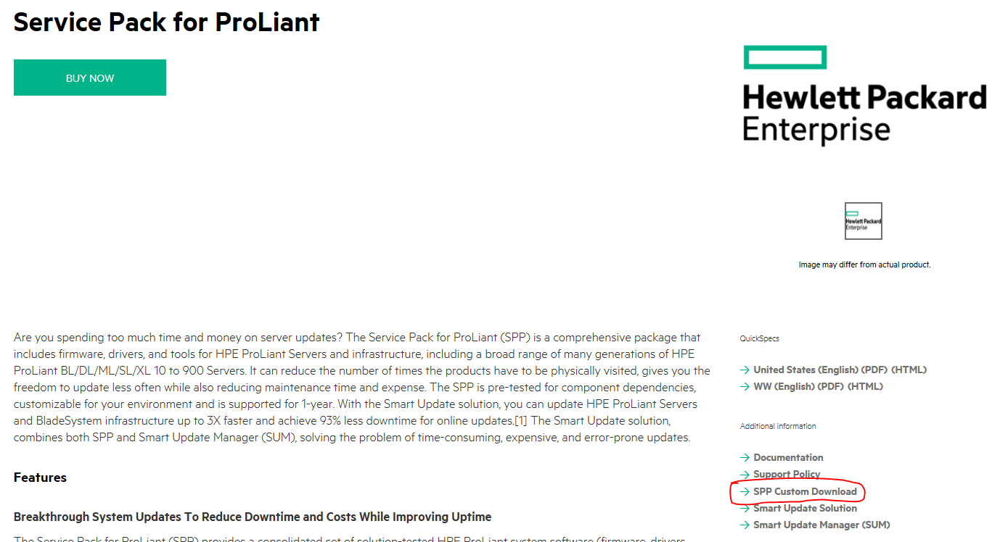 Service Pack for ProLiant
BUY NOW
Hewlett Packard
Enterprise
Hewlett Packard
Enterprise
Image may differ from actual product.
Are you spending too much time and money on server updates? The Service Pack for ProLiant (SPP) is a comprehensive package that
includes firmware, drivers, and tools for HPE ProLiant Servers and infrastructure, including a broad range of many generations of HPE
ProLiant BL/DL/ML/SL/XL 10 to 900 Servers. It can reduce the number of times the products have to be physically visited, gives you the
freedom to update less often while also reducing maintenance time and expense. The SPP is pre-tested for component dependencies,
customizable for your environment and is supported for 1-year. With the Smart Update solution, you can update HPE ProLiant Servers
and BladeSystem infrastructure up to 3X faster and achieve 93% less downtime for online updates.[1] The Smart Update solution,
combines both SPP and Smart Update Manager (SUM), solving the problem of time-consuming, expensive, and error-prone updates.
Features
Breakthrough System Updates To Reduce Downtime and Costs While Improving Uptime
The Service Pack for ProLiant (SPP) provides a consolidated set of solution-tested HPE ProLiant system software (firmware, drivers,
QuickSpecs
United States (English) (PDF) (HTML)
WW (English) (PDF) (HTML)
Additional information
Documentation
Support Policy
SPP Custom Download
Smart Update Solution
Smart Update Manager (SUM)